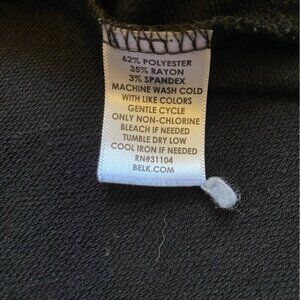 62% POLYESTER
35% RAYON
3% SPANDEX
MACHINE WASH COLD
WITH LIKE COLORS
GENTLE CYCLE
ONLY NON-CHLORINE
BLEACH IF NEEDED
TUMBLE DRY LOW
COOL IRON IF NEEDED
RN#31104
BELK.COM